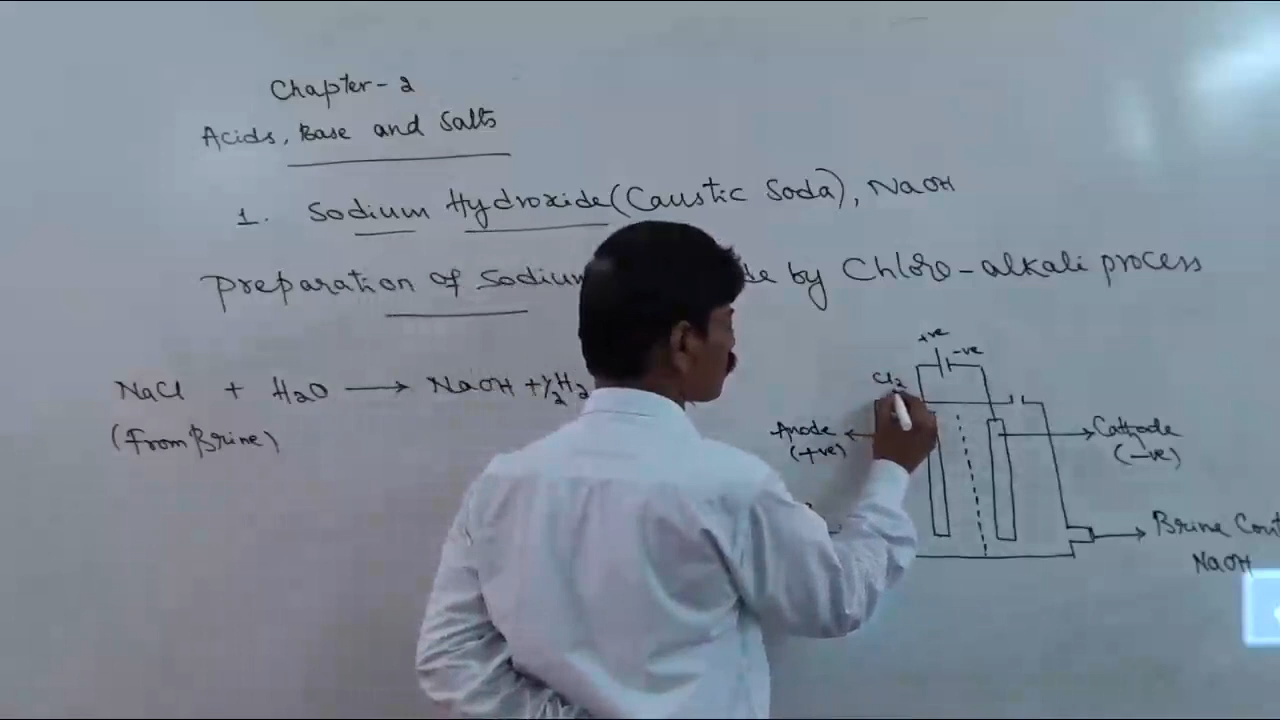 Chapter-2
Acids, Base and Salts
1. Sodium Hydroxide (Caustic Soda), NaOH
Preparation of Sodium de by Chloro-alkali process
NaCl + H₂O ⟶ NaOH + ½H₂
(from Brine)
+ve
-ve
Cl₂
Anode
(+ve)
Cathode
(-ve)
Brine Cont
NaOH